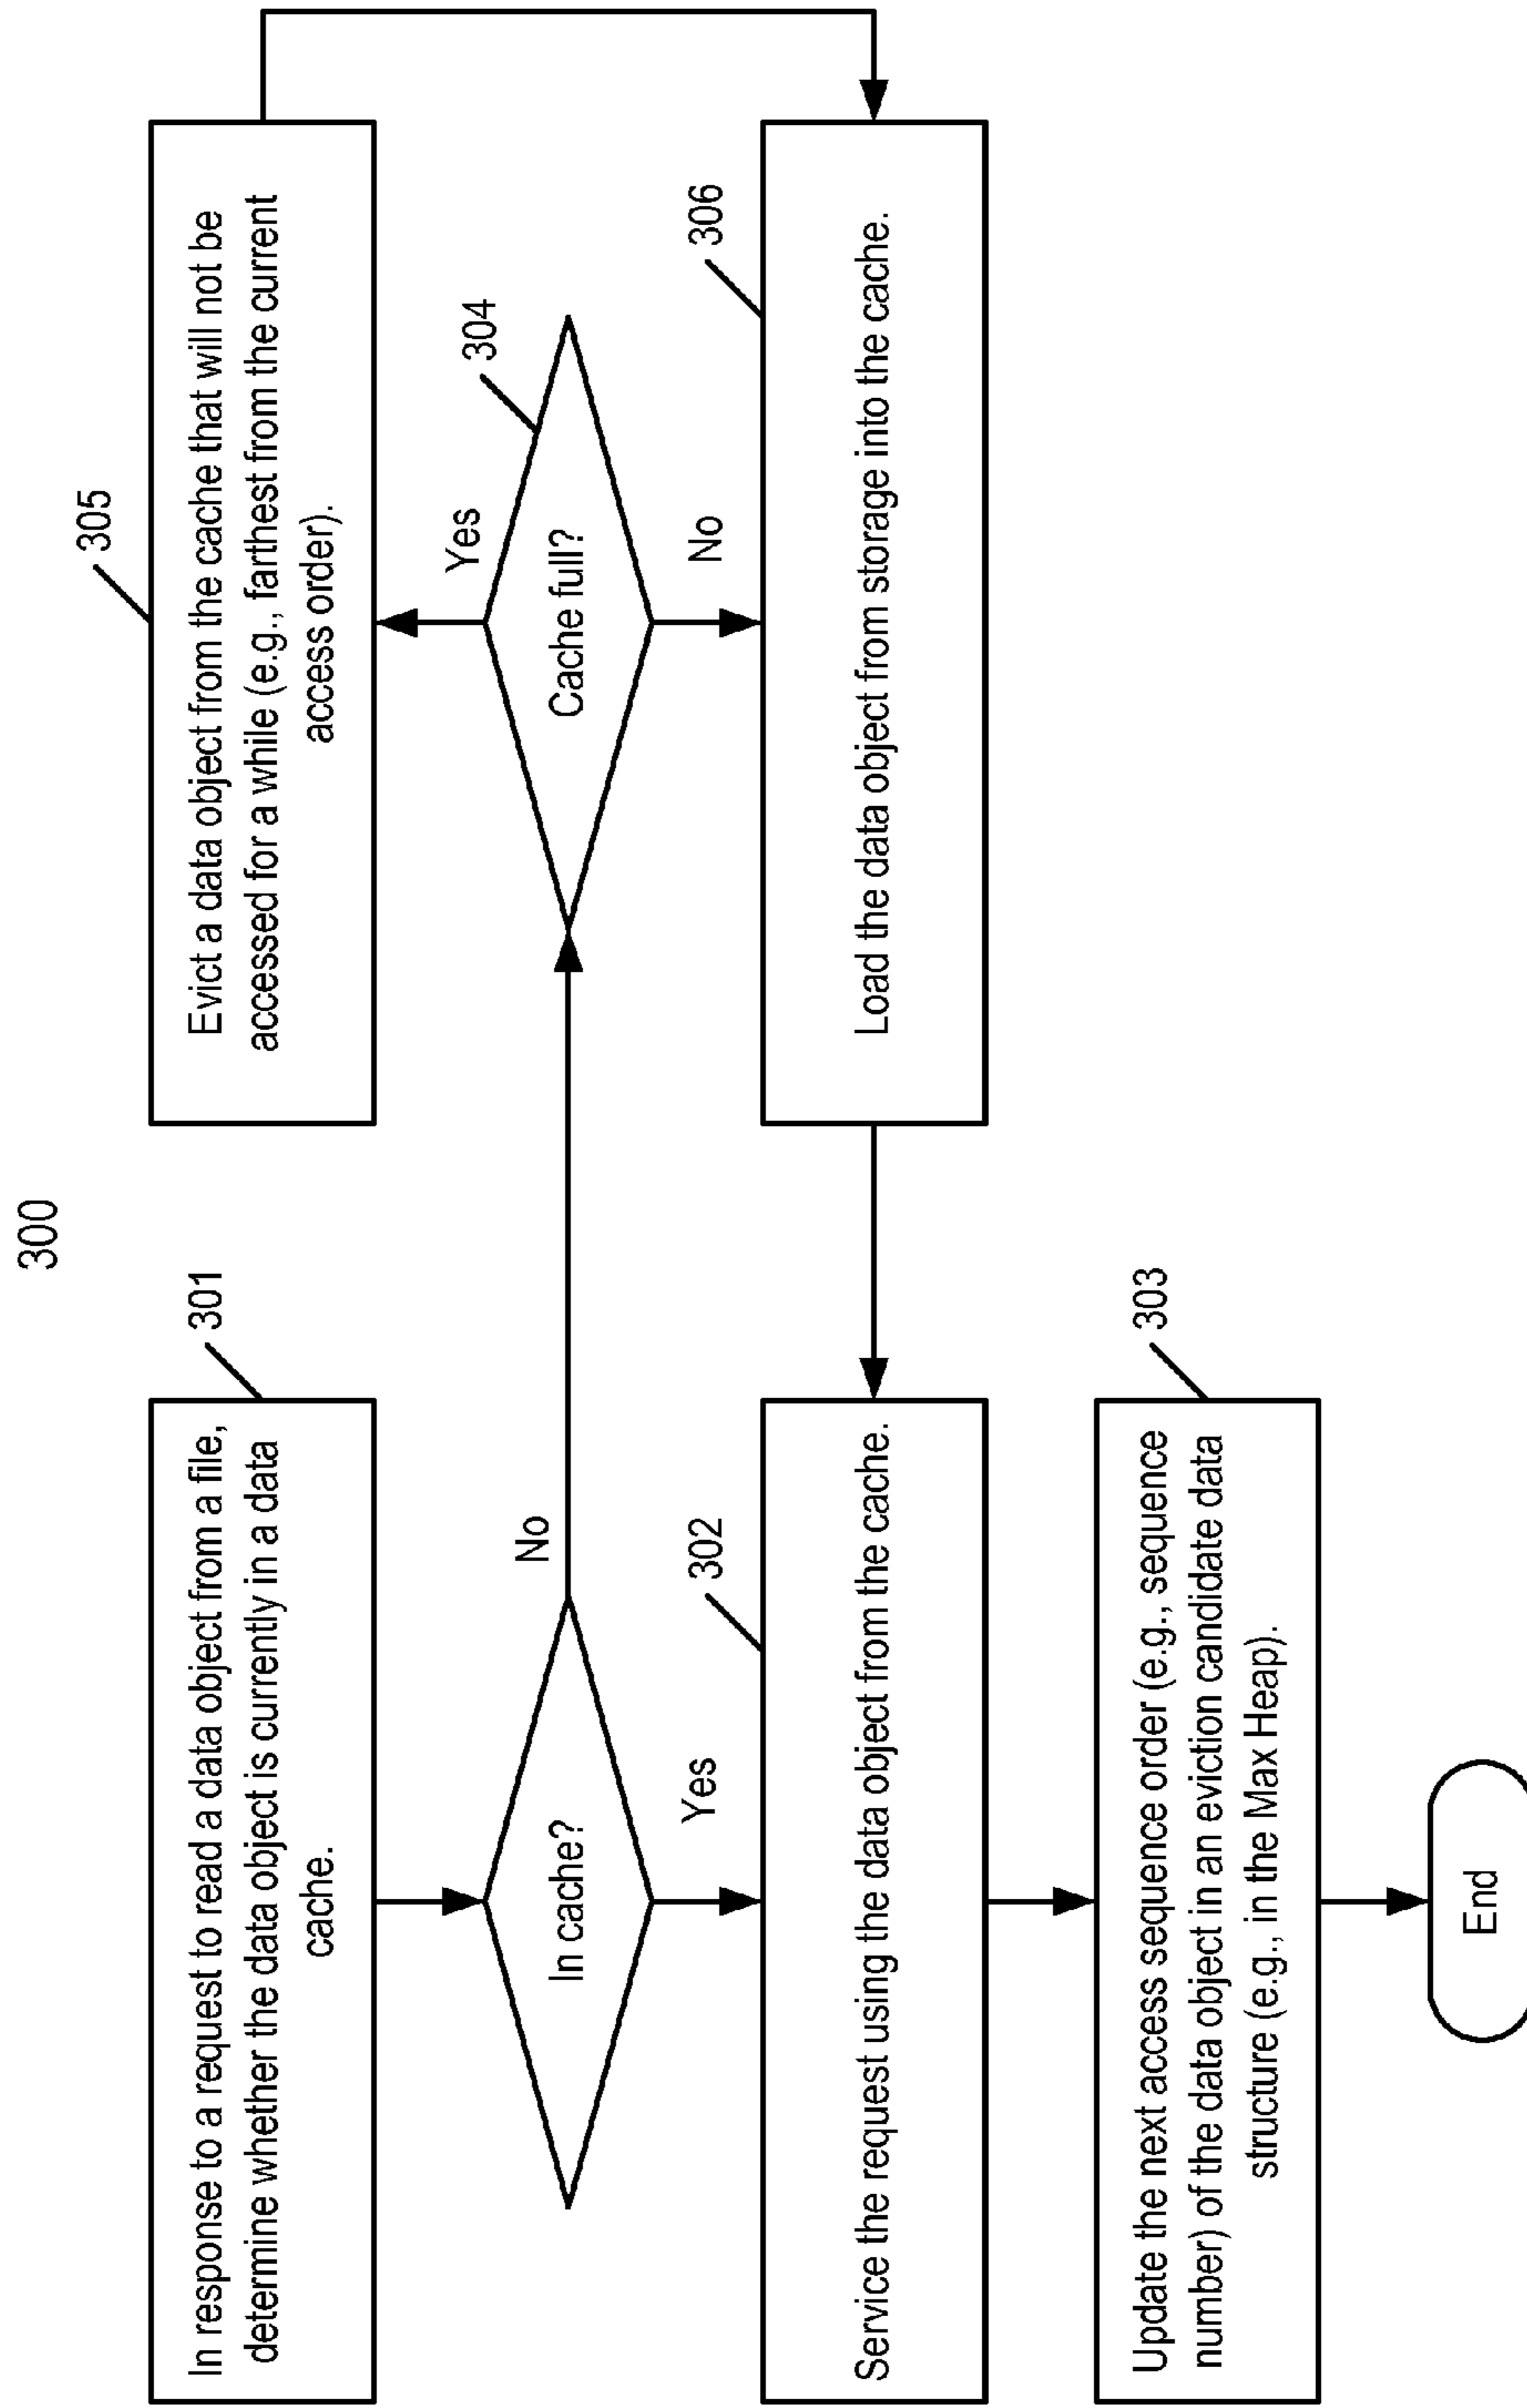 300
301
In response to a request to read a data object from a file,
determine whether the data object is currently in a data
cache.
In cache?
No
Yes
302
Service the request using the data object from the cache.
303
Update the next access sequence order (e.g., sequence
number) of the data object in an eviction candidate data
structure (e.g., in the Max Heap).
End
305
Evict a data object from the cache that will not be
accessed for a while (e.g., farthest from the current
access order).
Yes
304
Cache full?
No
306
Load the data object from storage into the cache.